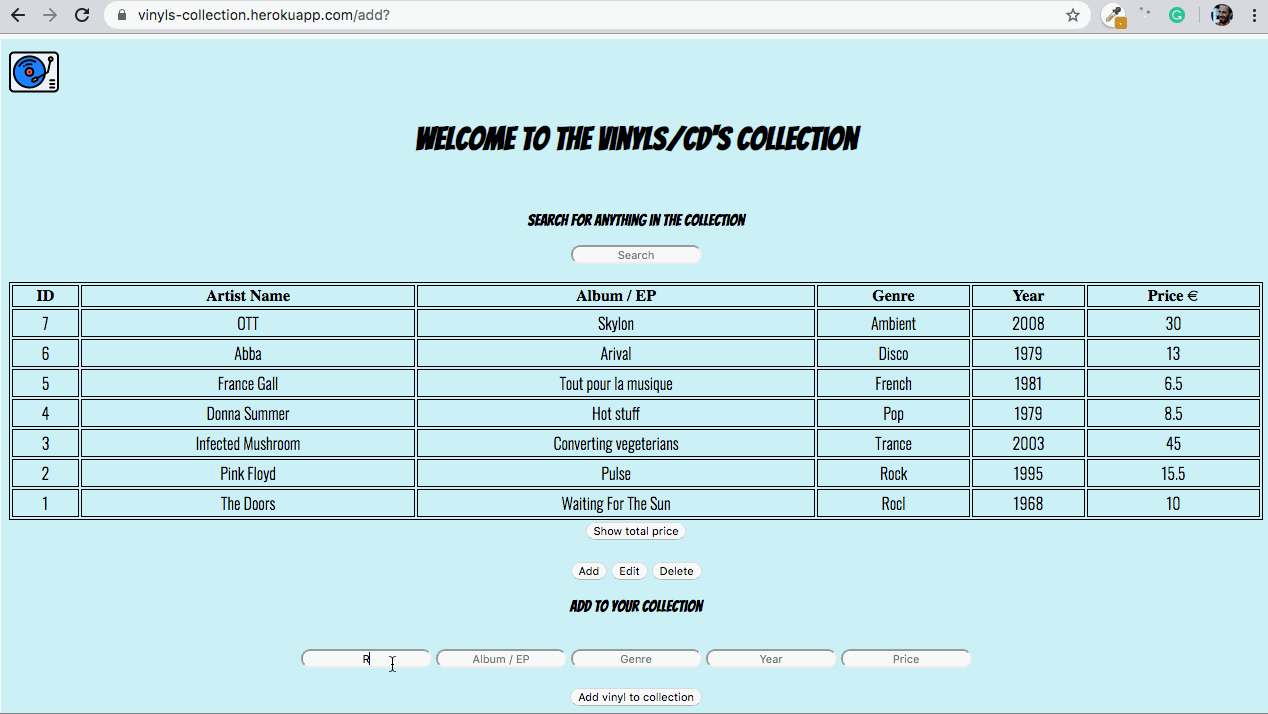 vinyls-collection.herokuapp.com/add?
WELCOME TO THE VINYLS/CD'S COLLECTION
SEARCH FOR ANYTHING IN THE COLLECTION
Search
ID Artist Name Album / EP Genre Year Price €
7 OTT Skylon Ambient 2008 30
6 Abba Arival Disco 1979 13
5 France Gall Tout pour la musique French 1981 6.5
4 Donna Summer Hot stuff Pop 1979 8.5
3 Infected Mushroom Converting vegeterians Trance 2003 45
2 Pink Floyd Pulse Rock 1995 15.5
1 The Doors Waiting For The Sun Rocl 1968 10
Show total price
Add Edit Delete
ADD TO YOUR COLLECTION
R Album / EP Genre Year Price
Add vinyl to collection